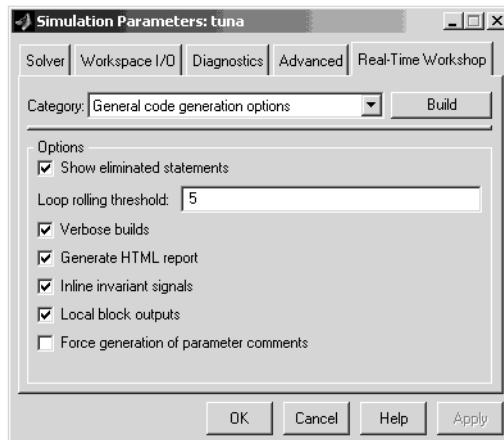 Simulation Parameters: tuna
Solver Workspace I/O Diagnostics Advanced Real-Time Workshop
Category: General code generation options Build
Options
Show eliminated statements
Loop rolling threshold: 5
Verbose builds
Generate HTML report
Inline invariant signals
Local block outputs
Force generation of parameter comments
OK Cancel Help Apply